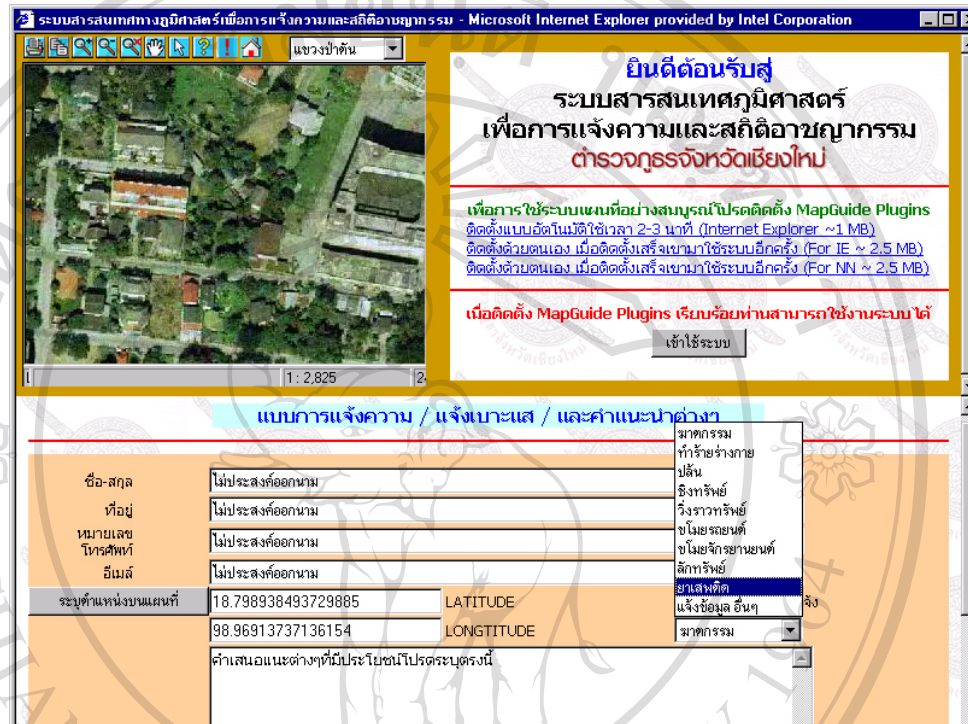 ระบบสารสนเทศทางภูมิศาสตร์เพื่อการแจ้งความและสถิติอาชญากรรม - Microsoft Internet Explorer provided by Intel Corporation
แขวงป่าตัน
ยินดีต้อนรับสู่
ระบบสารสนเทศภูมิศาสตร์
เพื่อการแจ้งความและสถิติอาชญากรรม
ตำรวจภูธรจังหวัดเชียงใหม่
เพื่อการใช้ระบบแผนที่อย่างสมบูรณ์โปรดติดตั้ง MapGuide Plugins
ติดตั้งแบบอัตโนมัติใช้เวลา 2-3 นาที (Internet Explorer ~1 MB)
ติดตั้งด้วยตนเอง เมื่อติดตั้งเสร็จเขามาใช้ระบบอีกครั้ง (For IE ~ 2.5 MB)
ติดตั้งด้วยตนเอง เมื่อติดตั้งเสร็จเขามาใช้ระบบอีกครั้ง (For NN ~ 2.5 MB)
เมื่อติดตั้ง MapGuide Plugins เรียบร้อยท่านสามารถใช้งานระบบได้
เข้าใช้ระบบ
1 : 2,825
แบบการแจ้งความ / แจ้งเบาะแส / และคำแนะนำต่างๆ
ฆาตกรรม
ทำร้ายร่างกาย
ปล้น
ชิงทรัพย์
วิ่งราวทรัพย์
ขโมยรถยนต์
ขโมยจักรยานยนต์
ลักทรัพย์
ยาเสพติด
แจ้งข้อมูล อื่นๆ
ชื่อ-สกุล ไม่ประสงค์ออกนาม
ที่อยู่ ไม่ประสงค์ออกนาม
หมายเลข
โทรศัพท์ ไม่ประสงค์ออกนาม
อีเมล์ ไม่ประสงค์ออกนาม
ระบุตำแหน่งบนแผนที่ 18.798938493729885 LATITUDE
98.96913737136154 LONGTITUDE ฆาตกรรม
คำเสนอแนะต่างๆที่มีประโยชน์โปรดระบุตรงนี้